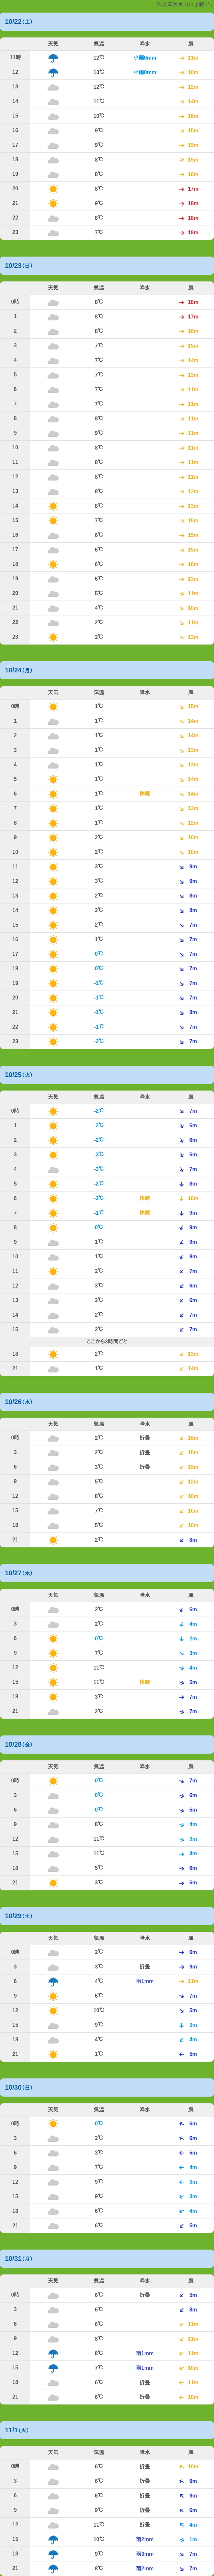 10/22(土)
天気 気温 降水 風
11時 12℃ 小雨0mm 11m
12 13℃ 小雨0mm 10m
13 12℃ 12m
14 11℃ 14m
15 10℃ 16m
16 9℃ 15m
17 9℃ 15m
18 8℃ 15m
19 8℃ 16m
20 8℃ 17m
21 9℃ 18m
22 8℃ 18m
23 7℃ 18m
10/23(日)
天気 気温 降水 風
0時 8℃ 18m
1 8℃ 17m
2 8℃ 16m
3 7℃ 15m
4 7℃ 14m
5 7℃ 13m
6 7℃ 11m
7 7℃ 11m
8 8℃ 11m
9 9℃ 11m
10 8℃ 11m
11 8℃ 11m
12 8℃ 11m
13 8℃ 12m
14 8℃ 13m
15 7℃ 15m
16 6℃ 15m
17 6℃ 15m
18 6℃ 16m
19 6℃ 13m
20 5℃ 11m
21 4℃ 10m
22 2℃ 11m
23 2℃ 13m
10/24(月)
天気 気温 降水 風
0時 1℃ 15m
1 1℃ 14m
2 1℃ 14m
3 1℃ 13m
4 1℃ 13m
5 1℃ 14m
6 1℃ 快晴 14m
7 1℃ 13m
8 1℃ 12m
9 2℃ 10m
10 2℃ 10m
11 3℃ 9m
12 3℃ 9m
13 2℃ 8m
14 2℃ 8m
15 2℃ 7m
16 1℃ 7m
17 0℃ 7m
18 0℃ 7m
19 -1℃ 7m
20 -1℃ 7m
21 -1℃ 8m
22 -1℃ 7m
23 -2℃ 7m
10/25(火)
天気 気温 降水 風
0時 -2℃ 7m
1 -2℃ 6m
2 -2℃ 6m
3 -3℃ 6m
4 -3℃ 7m
5 -2℃ 8m
6 -2℃ 快晴 10m
7 -1℃ 快晴 9m
8 0℃ 9m
9 1℃ 9m
10 1℃ 8m
11 2℃ 7m
12 3℃ 6m
13 2℃ 6m
14 2℃ 7m
15 2℃ 7m
ここから3時間ごと
18 2℃ 13m
21 1℃ 14m
10/26(水)
天気 気温 降水 風
0時 2℃ 折畳 16m
3 2℃ 折畳 15m
6 3℃ 折畳 15m
9 5℃ 12m
12 8℃ 10m
15 7℃ 10m
18 5℃ 10m
21 2℃ 8m
10/27(木)
天気 気温 降水 風
0時 2℃ 6m
3 2℃ 4m
6 0℃ 2m
9 7℃ 3m
12 11℃ 4m
15 11℃ 快晴 5m
18 3℃ 7m
21 2℃ 7m
10/28(金)
天気 気温 降水 風
0時 0℃ 7m
3 0℃ 6m
6 0℃ 5m
9 8℃ 4m
12 11℃ 3m
15 11℃ 4m
18 5℃ 6m
21 3℃ 6m
10/29(土)
天気 気温 降水 風
0時 2℃ 6m
3 3℃ 折畳 9m
6 4℃ 雨1mm 11m
9 6℃ 7m
12 10℃ 5m
15 9℃ 3m
18 4℃ 4m
21 1℃ 5m
10/30(日)
天気 気温 降水 風
0時 0℃ 6m
3 2℃ 6m
6 3℃ 5m
9 7℃ 4m
12 9℃ 3m
15 9℃ 3m
18 6℃ 4m
21 6℃ 5m
10/31(月)
天気 気温 降水 風
0時 6℃ 折畳 5m
3 6℃ 8m
6 6℃ 11m
9 8℃ 11m
12 8℃ 雨1mm 11m
15 7℃ 雨1mm 10m
18 6℃ 折畳 11m
21 6℃ 折畳 10m
11/1(火)
天気 気温 降水 風
0時 6℃ 折畳 10m
3 6℃ 折畳 9m
6 6℃ 折畳 9m
9 9℃ 折畳 6m
12 11℃ 折畳 4m
15 10℃ 雨2mm 1m
18 9℃ 雨3mm 7m
21 8℃ 雨2mm 7m